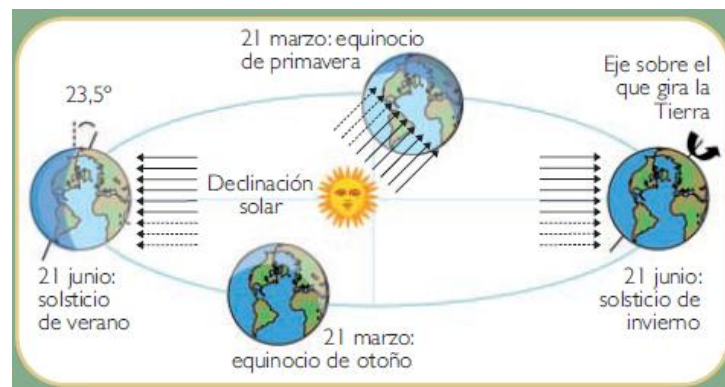 21 marzo: equinocio
de primavera
Eje sobre el
que gira la
Tierra
23,5º
Declinación
solar
21 junio:
solsticio
de verano
21 marzo:
equinocio de otoño
21 junio:
solsticio de
invierno